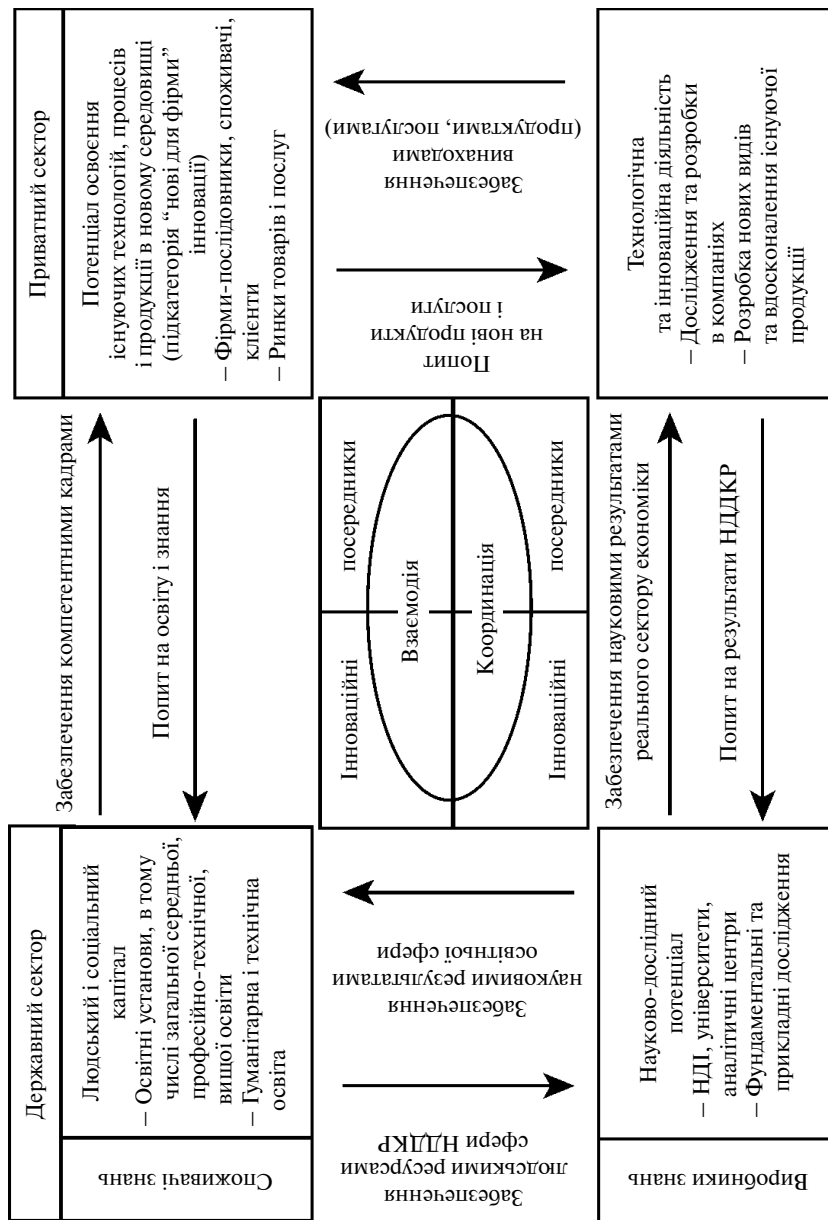 Державний сектор
Приватний сектор
Споживачі знань
Людський і соціальний
капітал
– Освітні установи, в тому
числі загальної середньої,
професійно-технічної,
вищої освіти
– Гуманітарна і технічна
освіта
Забезпечення компетентними кадрами
Попит на освіту і знання
Потенціал освоєння
існуючих технологій, процесів
і продукції в новому середовищі
(підкатегорія “нові для фірми”
інновації)
– Фірми-послідовники, споживачі,
клієнти
– Ринки товарів і послуг
Забезпечення
людськими ресурсами
сфери НДДКР
Забезпечення
науковими результатами
освітньої сфери
Інноваційні
посередники
Взаємодія
Координація
Інноваційні
посередники
Попит
на нові продукти
і послуги
Забезпечення
винаходами
(продуктами, послугами)
Виробники знань
Науково-дослідний
потенціал
– НДІ, університети,
аналітичні центри
– Фундаментальні та
прикладні дослідження
Забезпечення науковими результатами
реального сектору економіки
Попит на результати НДДКР
Технологічна
та інноваційна діяльність
– Дослідження та розробки
в компаніях
– Розробка нових видів
та вдосконалення існуючої
продукції